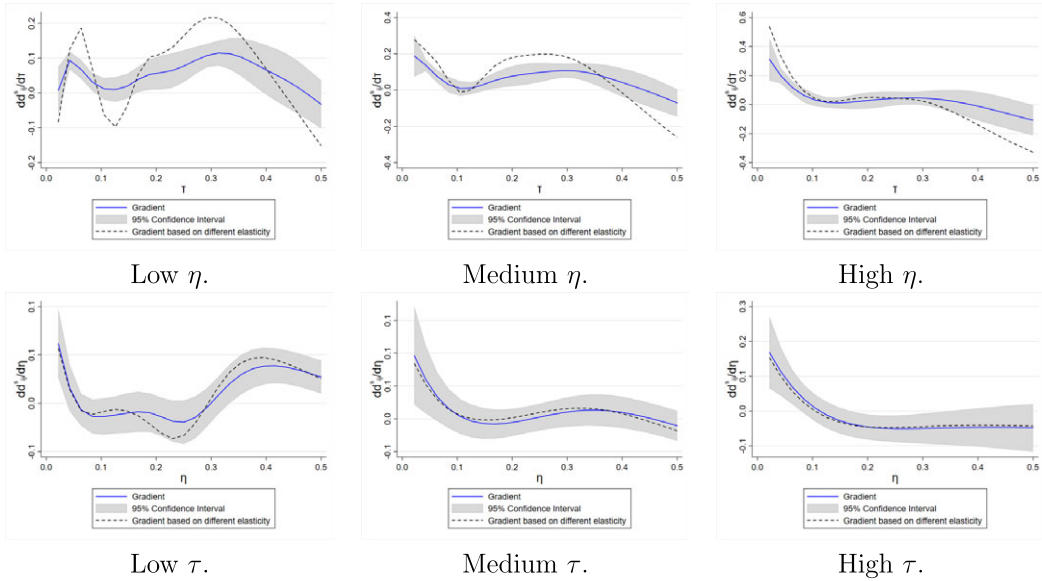 0.2
0.1
0.0
0.1
0.2
dd*ᵢⱼ/dτ
0.0 0.1 0.2 0.3 0.4 0.5
τ
Gradient
95% Confidence Interval
Gradient based on different elasticity
Low η.
0.4
0.2
0.0
-0.2
-0.4
dd*ᵢⱼ/dτ
0.0 0.1 0.2 0.3 0.4 0.5
τ
Gradient
95% Confidence Interval
Gradient based on different elasticity
Medium η.
0.6
0.4
0.2
0.0
-0.2
-0.4
dd*ᵢⱼ/dτ
0.0 0.1 0.2 0.3 0.4 0.5
τ
Gradient
95% Confidence Interval
Gradient based on different elasticity
High η.
0.1
0.1
0.0
-0.1
dd*ᵢⱼ/dη
0.0 0.1 0.2 0.3 0.4 0.5
η
Gradient
95% Confidence Interval
Gradient based on different elasticity
Low τ.
0.1
0.1
0.0
-0.1
dd*ᵢⱼ/dη
0.0 0.1 0.2 0.3 0.4 0.5
η
Gradient
95% Confidence Interval
Gradient based on different elasticity
Medium τ.
0.3
0.2
0.1
0.0
-0.1
dd*ᵢⱼ/dη
0.0 0.1 0.2 0.3 0.4 0.5
η
Gradient
95% Confidence Interval
Gradient based on different elasticity
High τ.